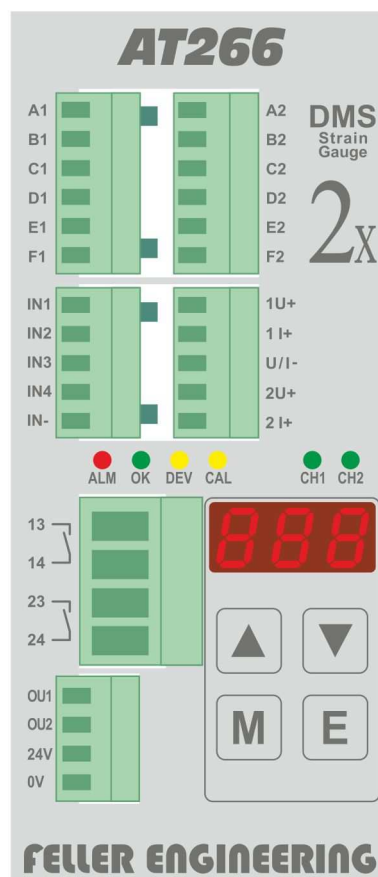 AT266
A1
B1
C1
D1
E1
F1
A2
B2
C2
D2
E2
F2
DMS
Strain
Gauge
2x
IN1
IN2
IN3
IN4
IN-
1U+
1 I+
U/I-
2U+
2 I+
ALM OK DEV CAL CH1 CH2
13
14
23
24
888
M E
OU1
OU2
24V
0V
FELLER ENGINEERING